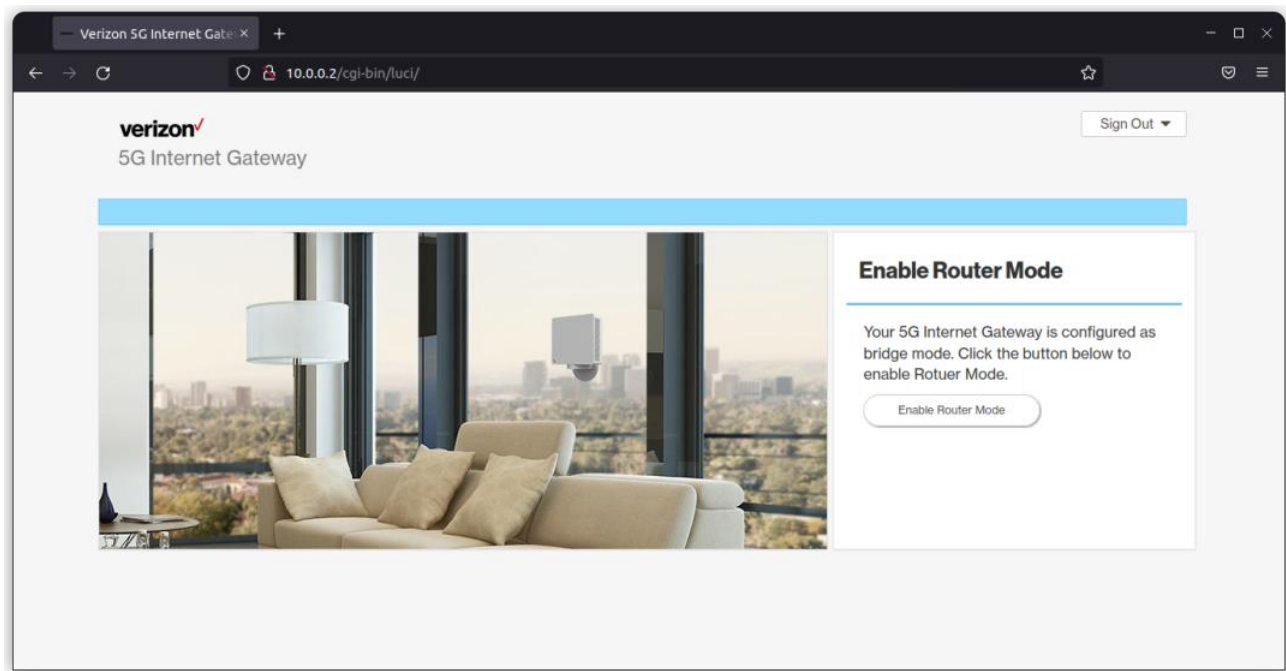 Verizon 5G Internet Gate
10.0.0.2/cgi-bin/luci/
verizon
Sign Out
5G Internet Gateway
Enable Router Mode
Your 5G Internet Gateway is configured as
bridge mode. Click the button below to
enable Rotuer Mode.
Enable Router Mode